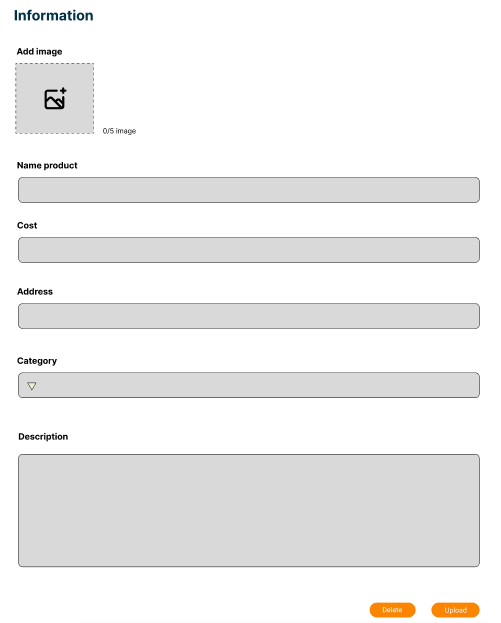 Information
Add image
0/5 image
Name product
Cost
Address
Category
Description
Delete
Upload